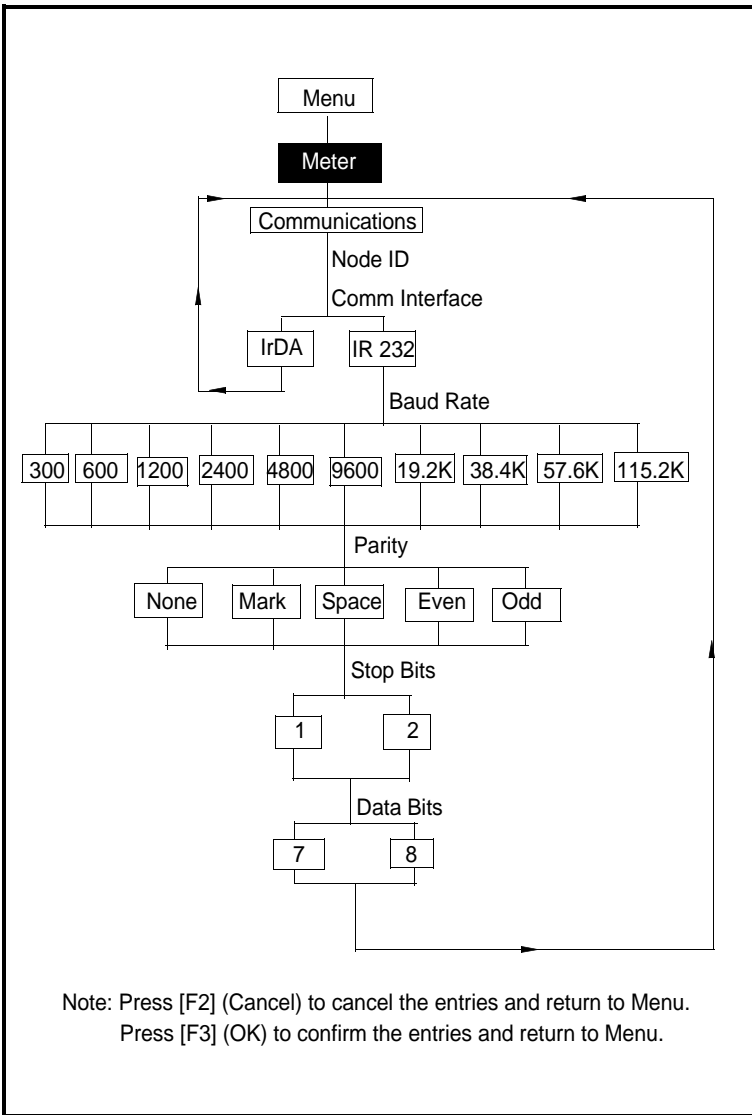 Menu
Meter
Communications
Node ID
Comm Interface
IrDA IR 232
Baud Rate
300 600 1200 2400 4800 9600 19.2K 38.4K 57.6K 115.2K
Parity
None Mark Space Even Odd
Stop Bits
1 2
Data Bits
7 8
Note: Press [F2] (Cancel) to cancel the entries and return to Menu.
Press [F3] (OK) to confirm the entries and return to Menu.